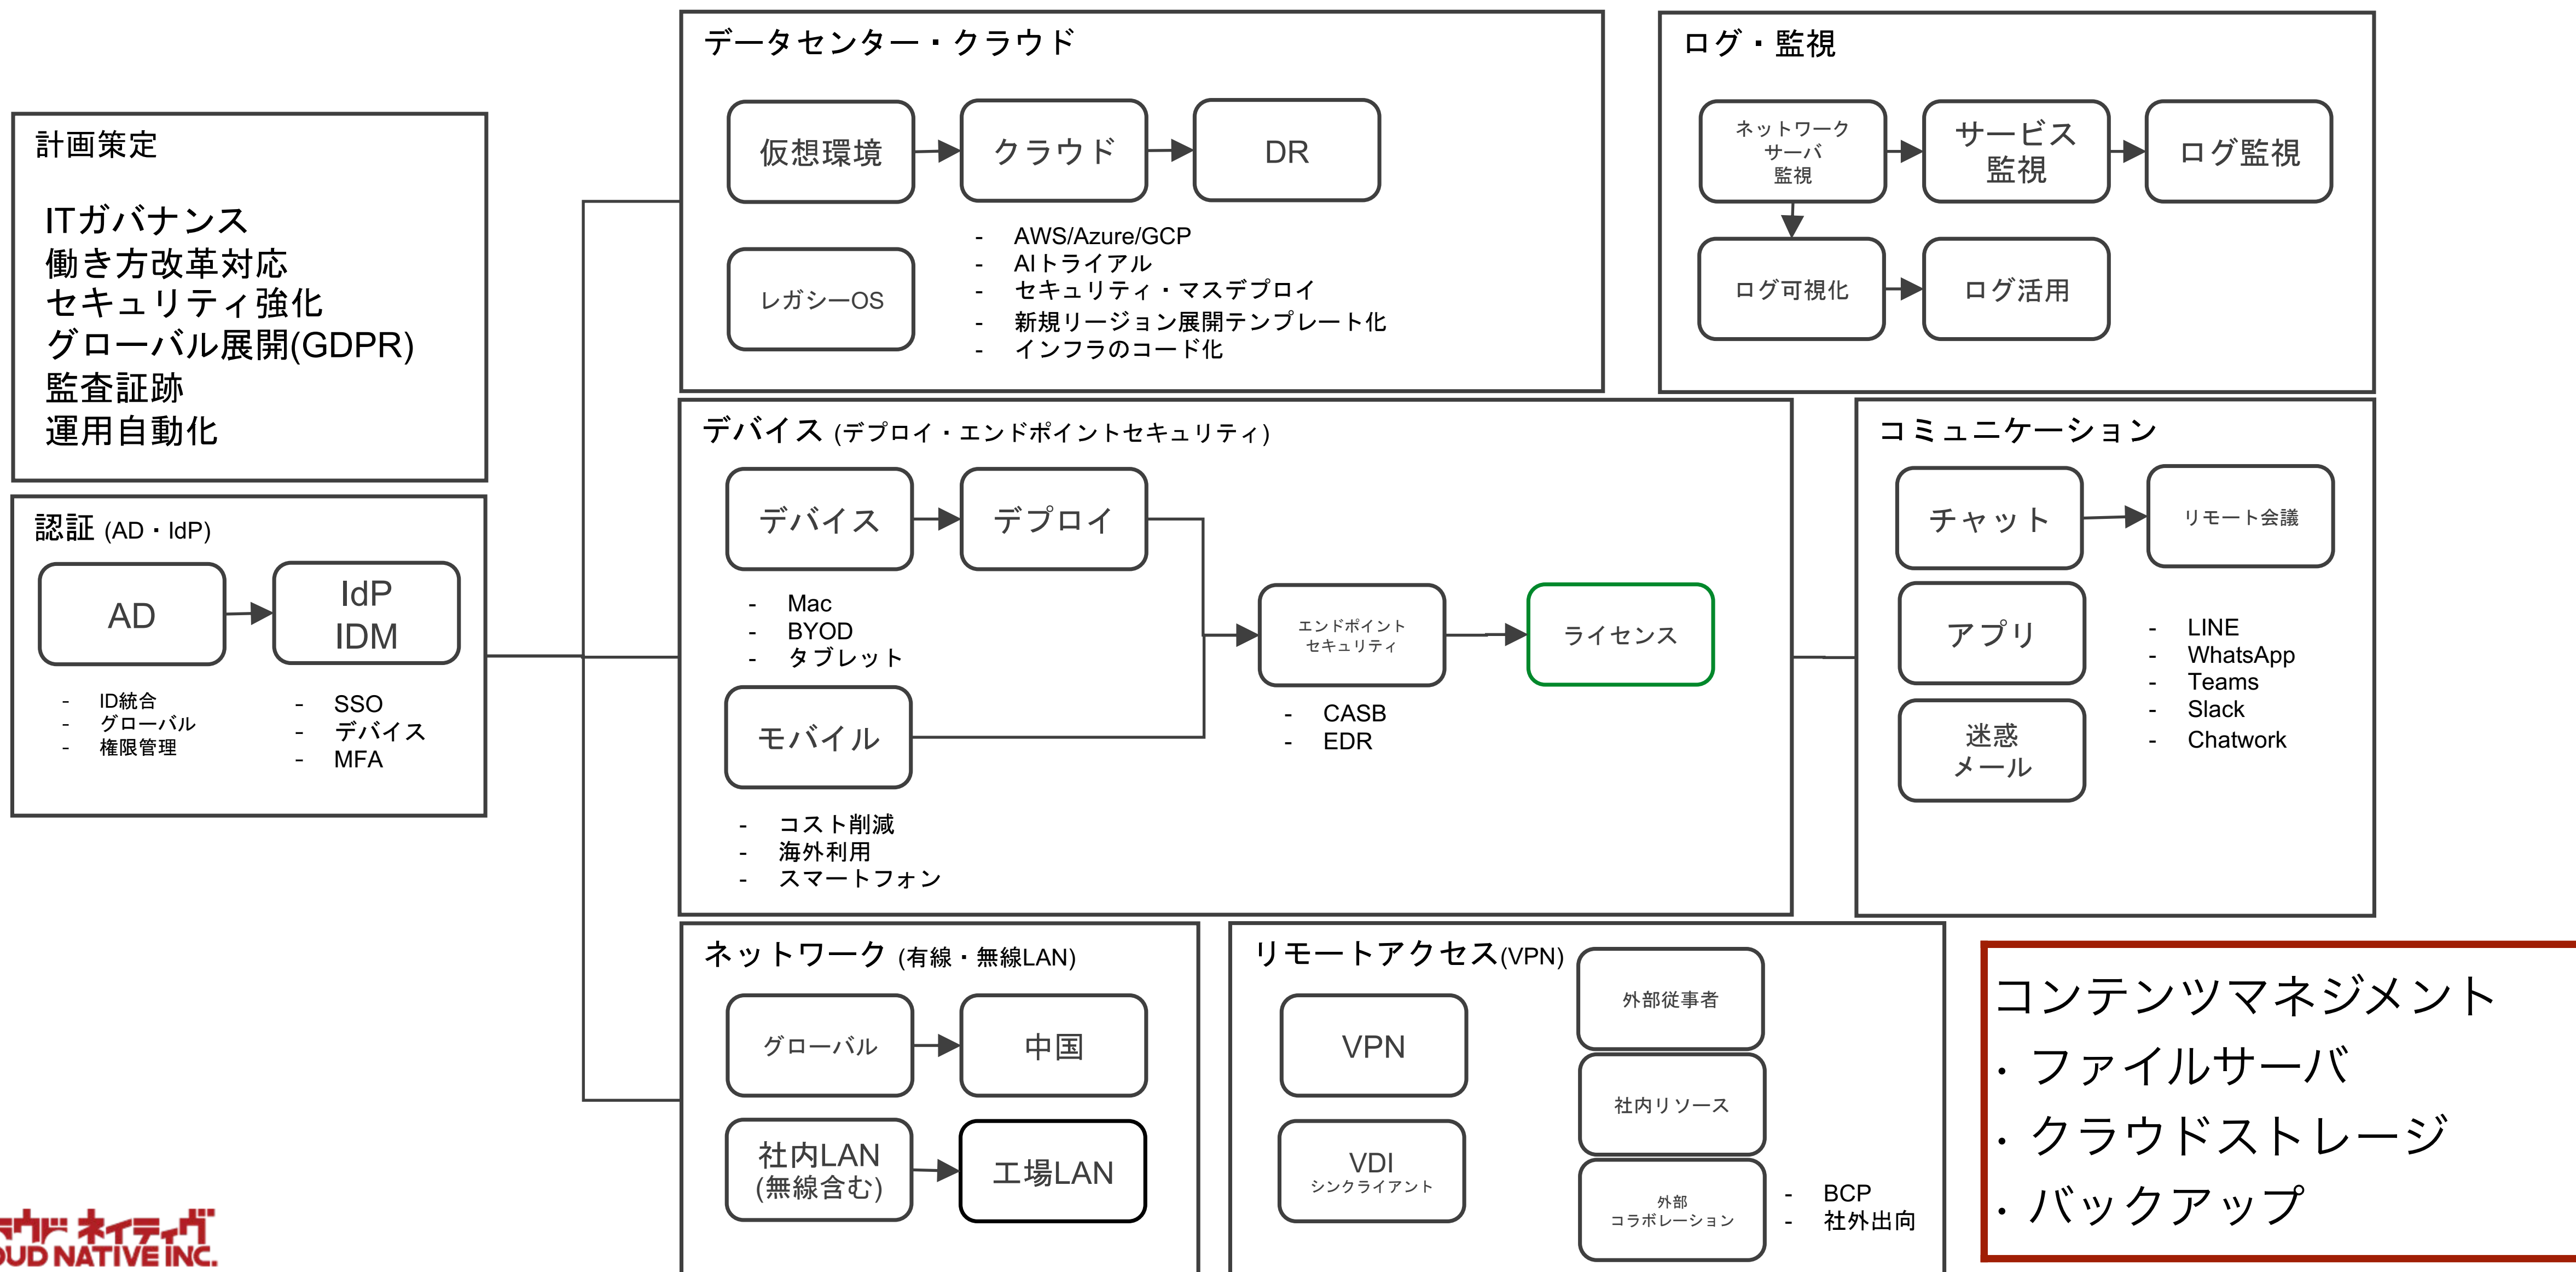 計画策定
ITガバナンス
働き方改革対応
セキュリティ強化
グローバル展開(GDPR)
監査証跡
運用自動化
認証 (AD・IdP)
AD
IdP
IDM
- ID統合
- グローバル
- 権限管理
- SSO
- デバイス
- MFA
データセンター・クラウド
仮想環境
クラウド
DR
レガシーOS
- AWS/Azure/GCP
- AIトライアル
- セキュリティ・マスデプロイ
- 新規リージョン展開テンプレート化
- インフラのコード化
ログ・監視
ネットワーク
サーバ
監視
サービス
監視
ログ監視
ログ可視化
ログ活用
デバイス (デプロイ・エンドポイントセキュリティ)
デバイス
デプロイ
- Mac
- BYOD
- タブレット
モバイル
- コスト削減
- 海外利用
- スマートフォン
エンドポイント
セキュリティ
- CASB
- EDR
ライセンス
コミュニケーション
チャット
リモート会議
アプリ
迷惑
メール
- LINE
- WhatsApp
- Teams
- Slack
- Chatwork
ネットワーク (有線・無線LAN)
グローバル
中国
社内LAN
(無線含む)
工場LAN
リモートアクセス(VPN)
VPN
VDI
シンクライアント
外部従事者
社内リソース
外部
コラボレーション
- BCP
- 社外出向
コンテンツマネジメント
・ファイルサーバ
・クラウドストレージ
・バックアップ
ラウド ネイティヴ
OUD NATIVE INC.